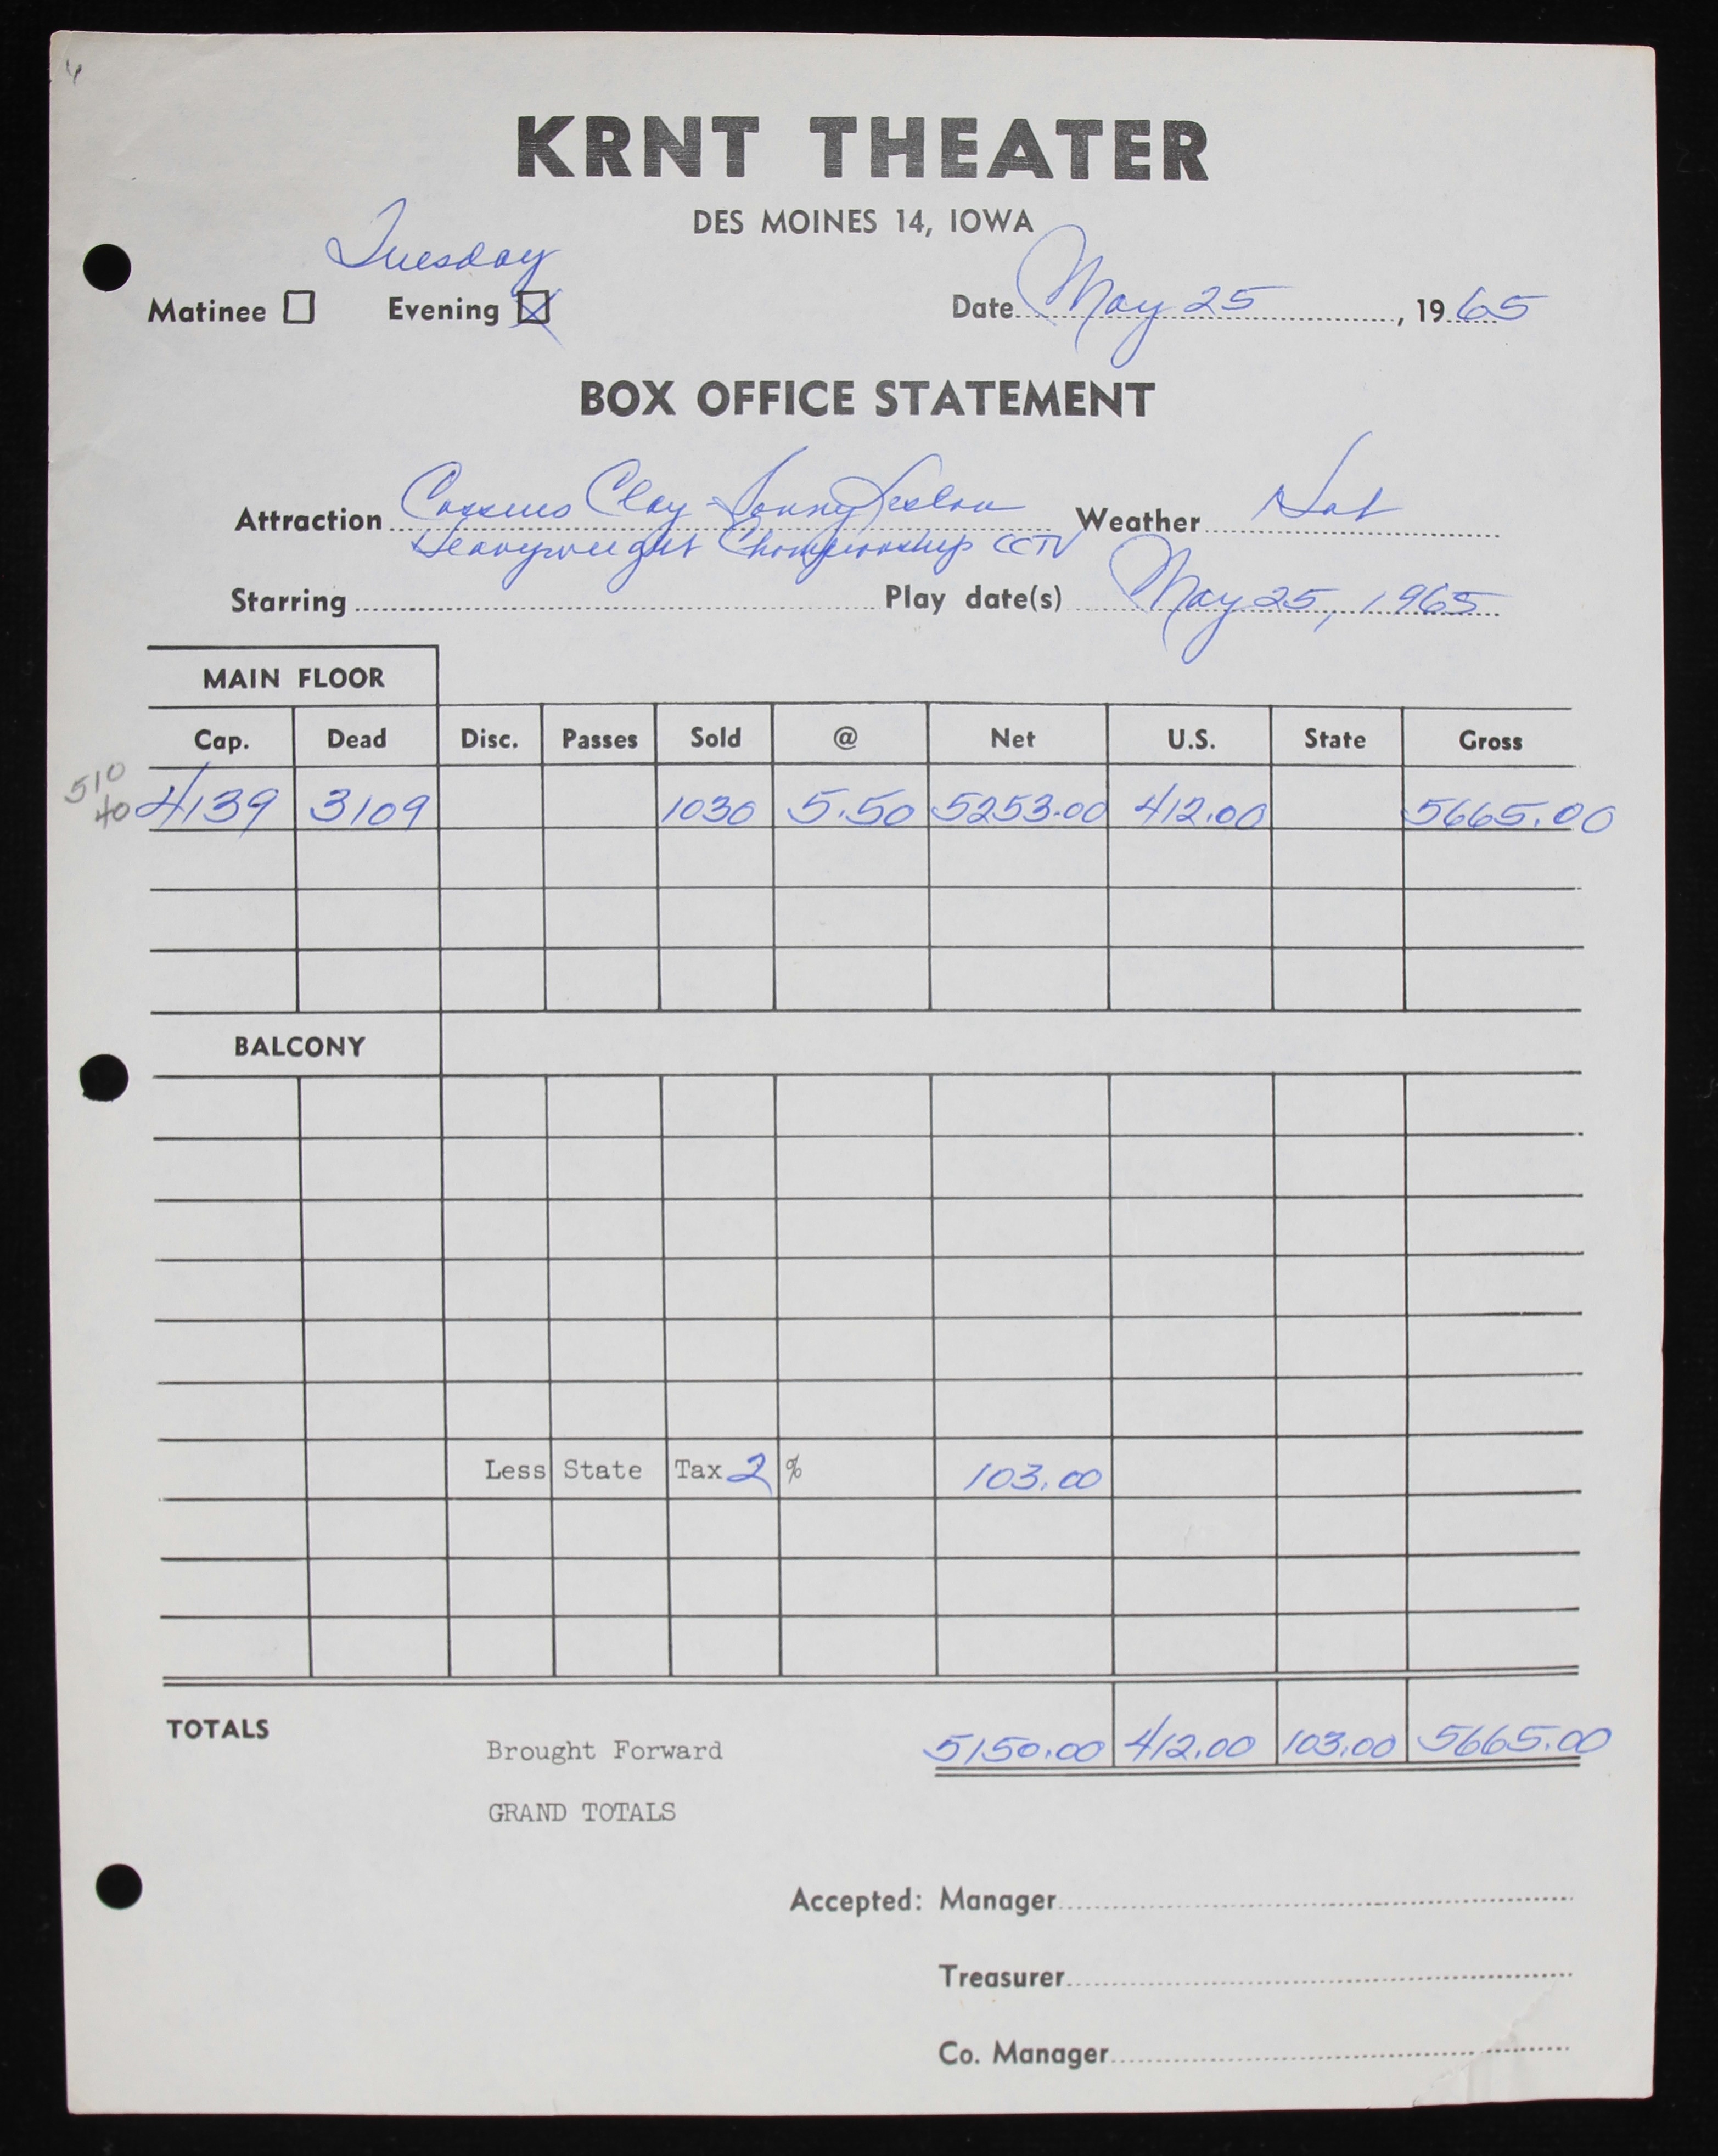 KRNT THEATER
DES MOINES 14, IOWA
Tuesday
Matinee Evening Date May 25, 1965
BOX OFFICE STATEMENT
Attraction Cassius Clay - Sonny Liston Weather Hot
Heavyweight Championship CCTV
Starring Play date(s) May 25, 1965
MAIN FLOOR
Cap. Dead Disc. Passes Sold @ Net U.S. State Gross
510
40 4139 3109 1030 5.50 5253.00 412.00 5665.00
BALCONY
Less State Tax 2 % 103.00
TOTALS Brought Forward 5150.00 412.00 103.00 5665.00
GRAND TOTALS
Accepted: Manager
Treasurer
Co. Manager